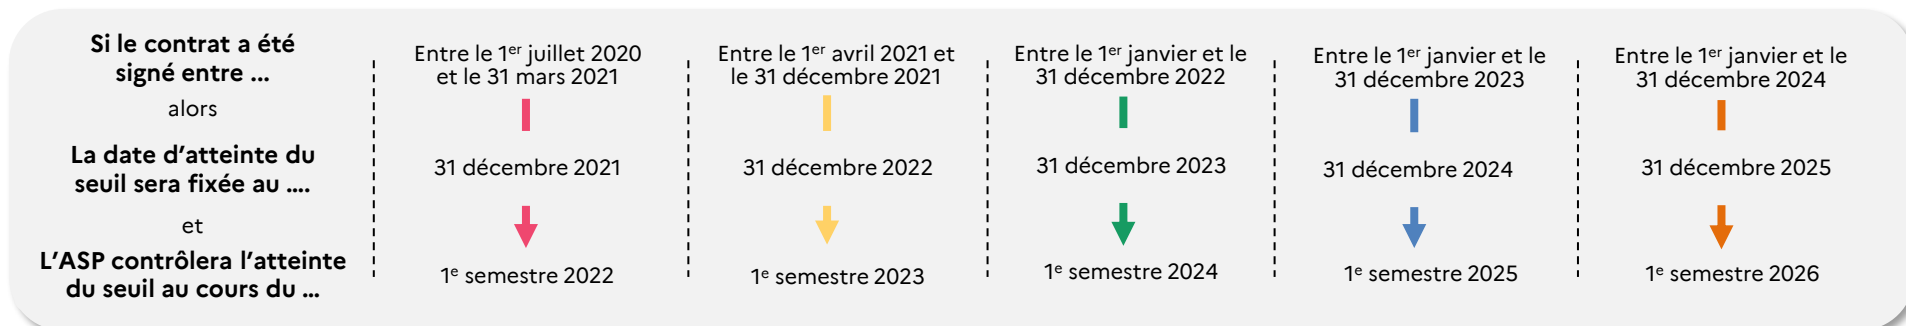 Si le contrat a été
signé entre ...
alors
La date d’atteinte du
seuil sera fixée au ....
et
L’ASP contrôlera l’atteinte
du seuil au cours du ...
Entre le 1er juillet 2020
et le 31 mars 2021
31 décembre 2021
1e semestre 2022
Entre le 1er avril 2021 et
le 31 décembre 2021
31 décembre 2022
1e semestre 2023
Entre le 1er janvier et le
31 décembre 2022
31 décembre 2023
1e semestre 2024
Entre le 1er janvier et le
31 décembre 2023
31 décembre 2024
1e semestre 2025
Entre le 1er janvier et le
31 décembre 2024
31 décembre 2025
1e semestre 2026